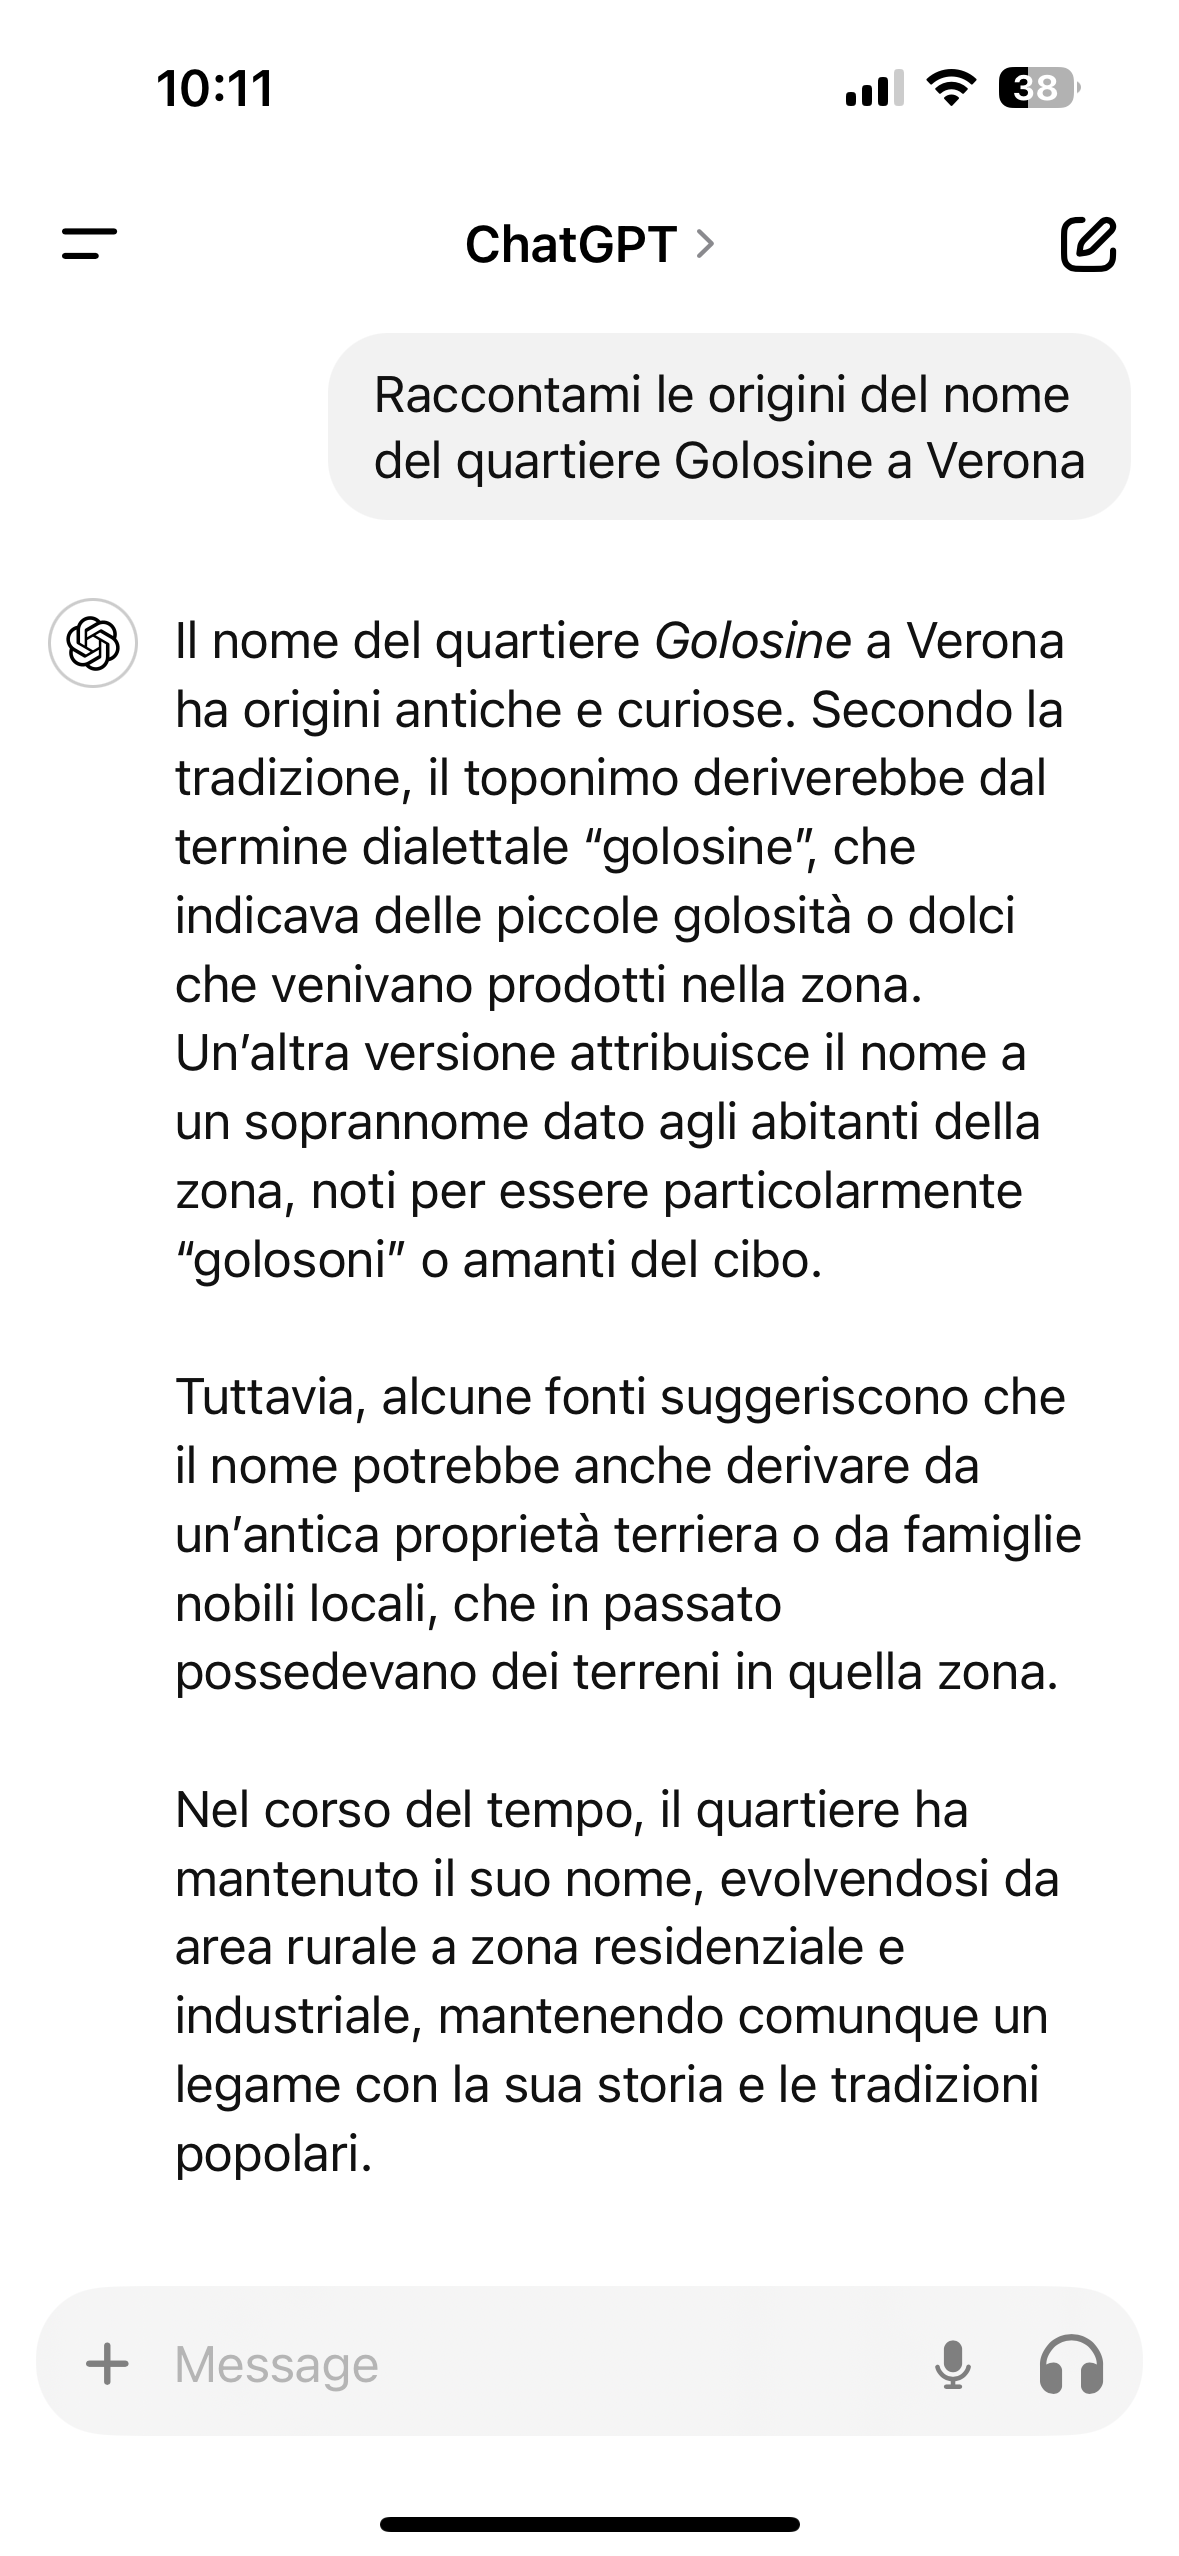 10:11
38
ChatGPT
Raccontami le origini del nome
del quartiere Golosine a Verona
Il nome del quartiere Golosine a Verona
ha origini antiche e curiose. Secondo la
tradizione, il toponimo deriverebbe dal
termine dialettale “golosine”, che
indicava delle piccole golosità o dolci
che venivano prodotti nella zona.
Un’altra versione attribuisce il nome a
un soprannome dato agli abitanti della
zona, noti per essere particolarmente
“golosoni” o amanti del cibo.
Tuttavia, alcune fonti suggeriscono che
il nome potrebbe anche derivare da
un’antica proprietà terriera o da famiglie
nobili locali, che in passato
possedevano dei terreni in quella zona.
Nel corso del tempo, il quartiere ha
mantenuto il suo nome, evolvendosi da
area rurale a zona residenziale e
industriale, mantenendo comunque un
legame con la sua storia e le tradizioni
popolari.
Message